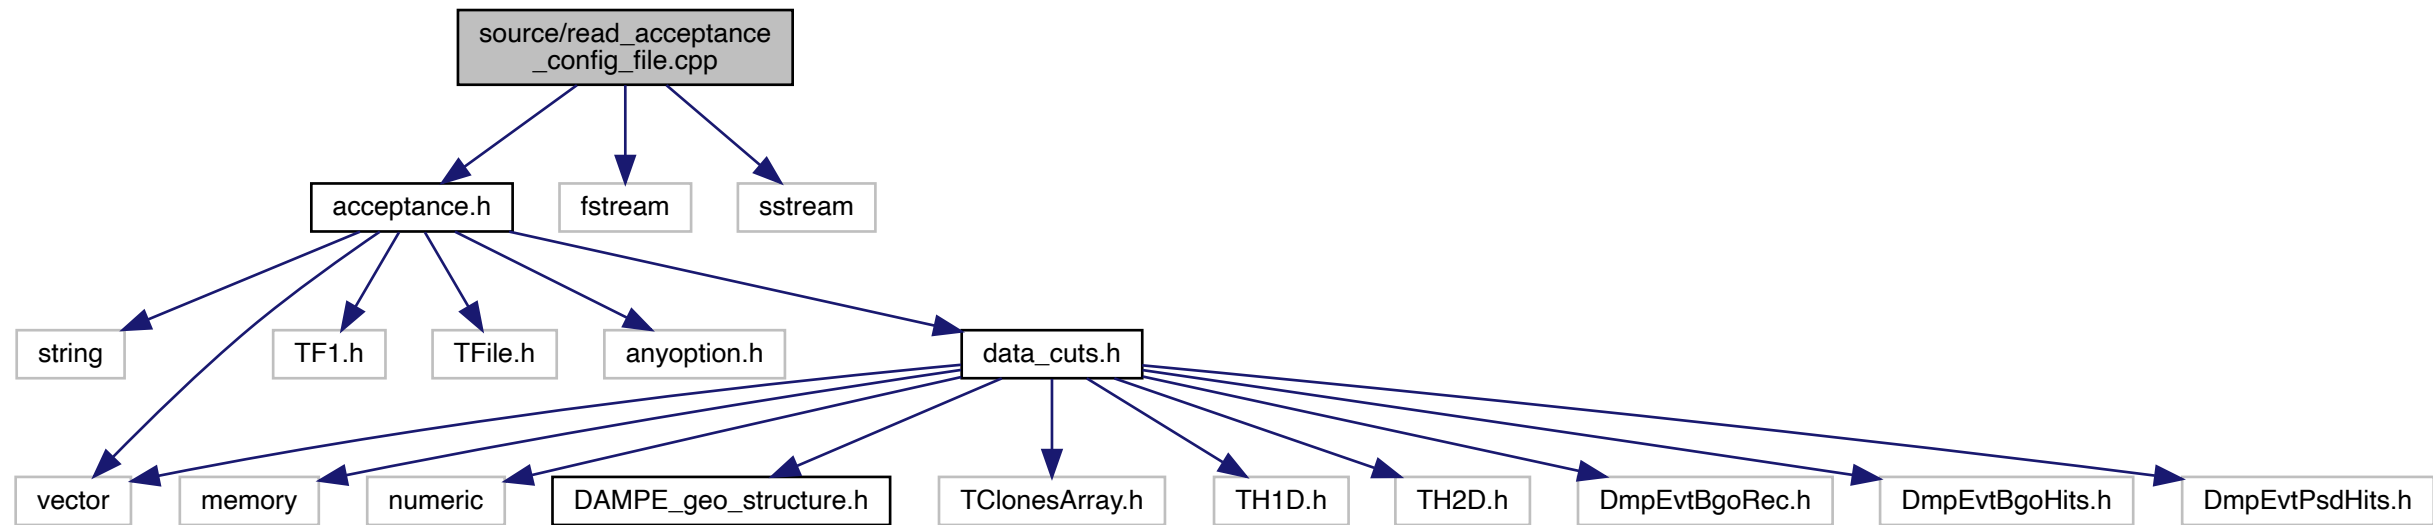 source/read_acceptance
_config_file.cpp
acceptance.h
fstream
sstream
string
TF1.h
TFile.h
anyoption.h
data_cuts.h
vector
memory
numeric
DAMPE_geo_structure.h
TClonesArray.h
TH1D.h
TH2D.h
DmpEvtBgoRec.h
DmpEvtBgoHits.h
DmpEvtPsdHits.h